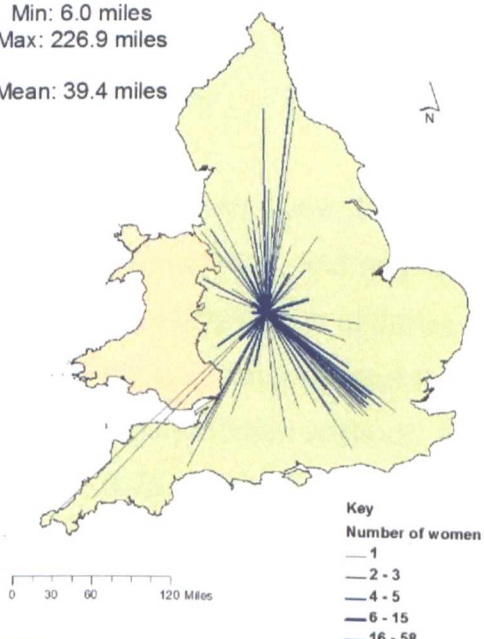 Min: 6.0 miles
Max: 226.9 miles
Mean: 39.4 miles
N
Key
Number of women
1
2 - 3
4 - 5
6 - 15
16 - 58
0 30 60 120 Miles